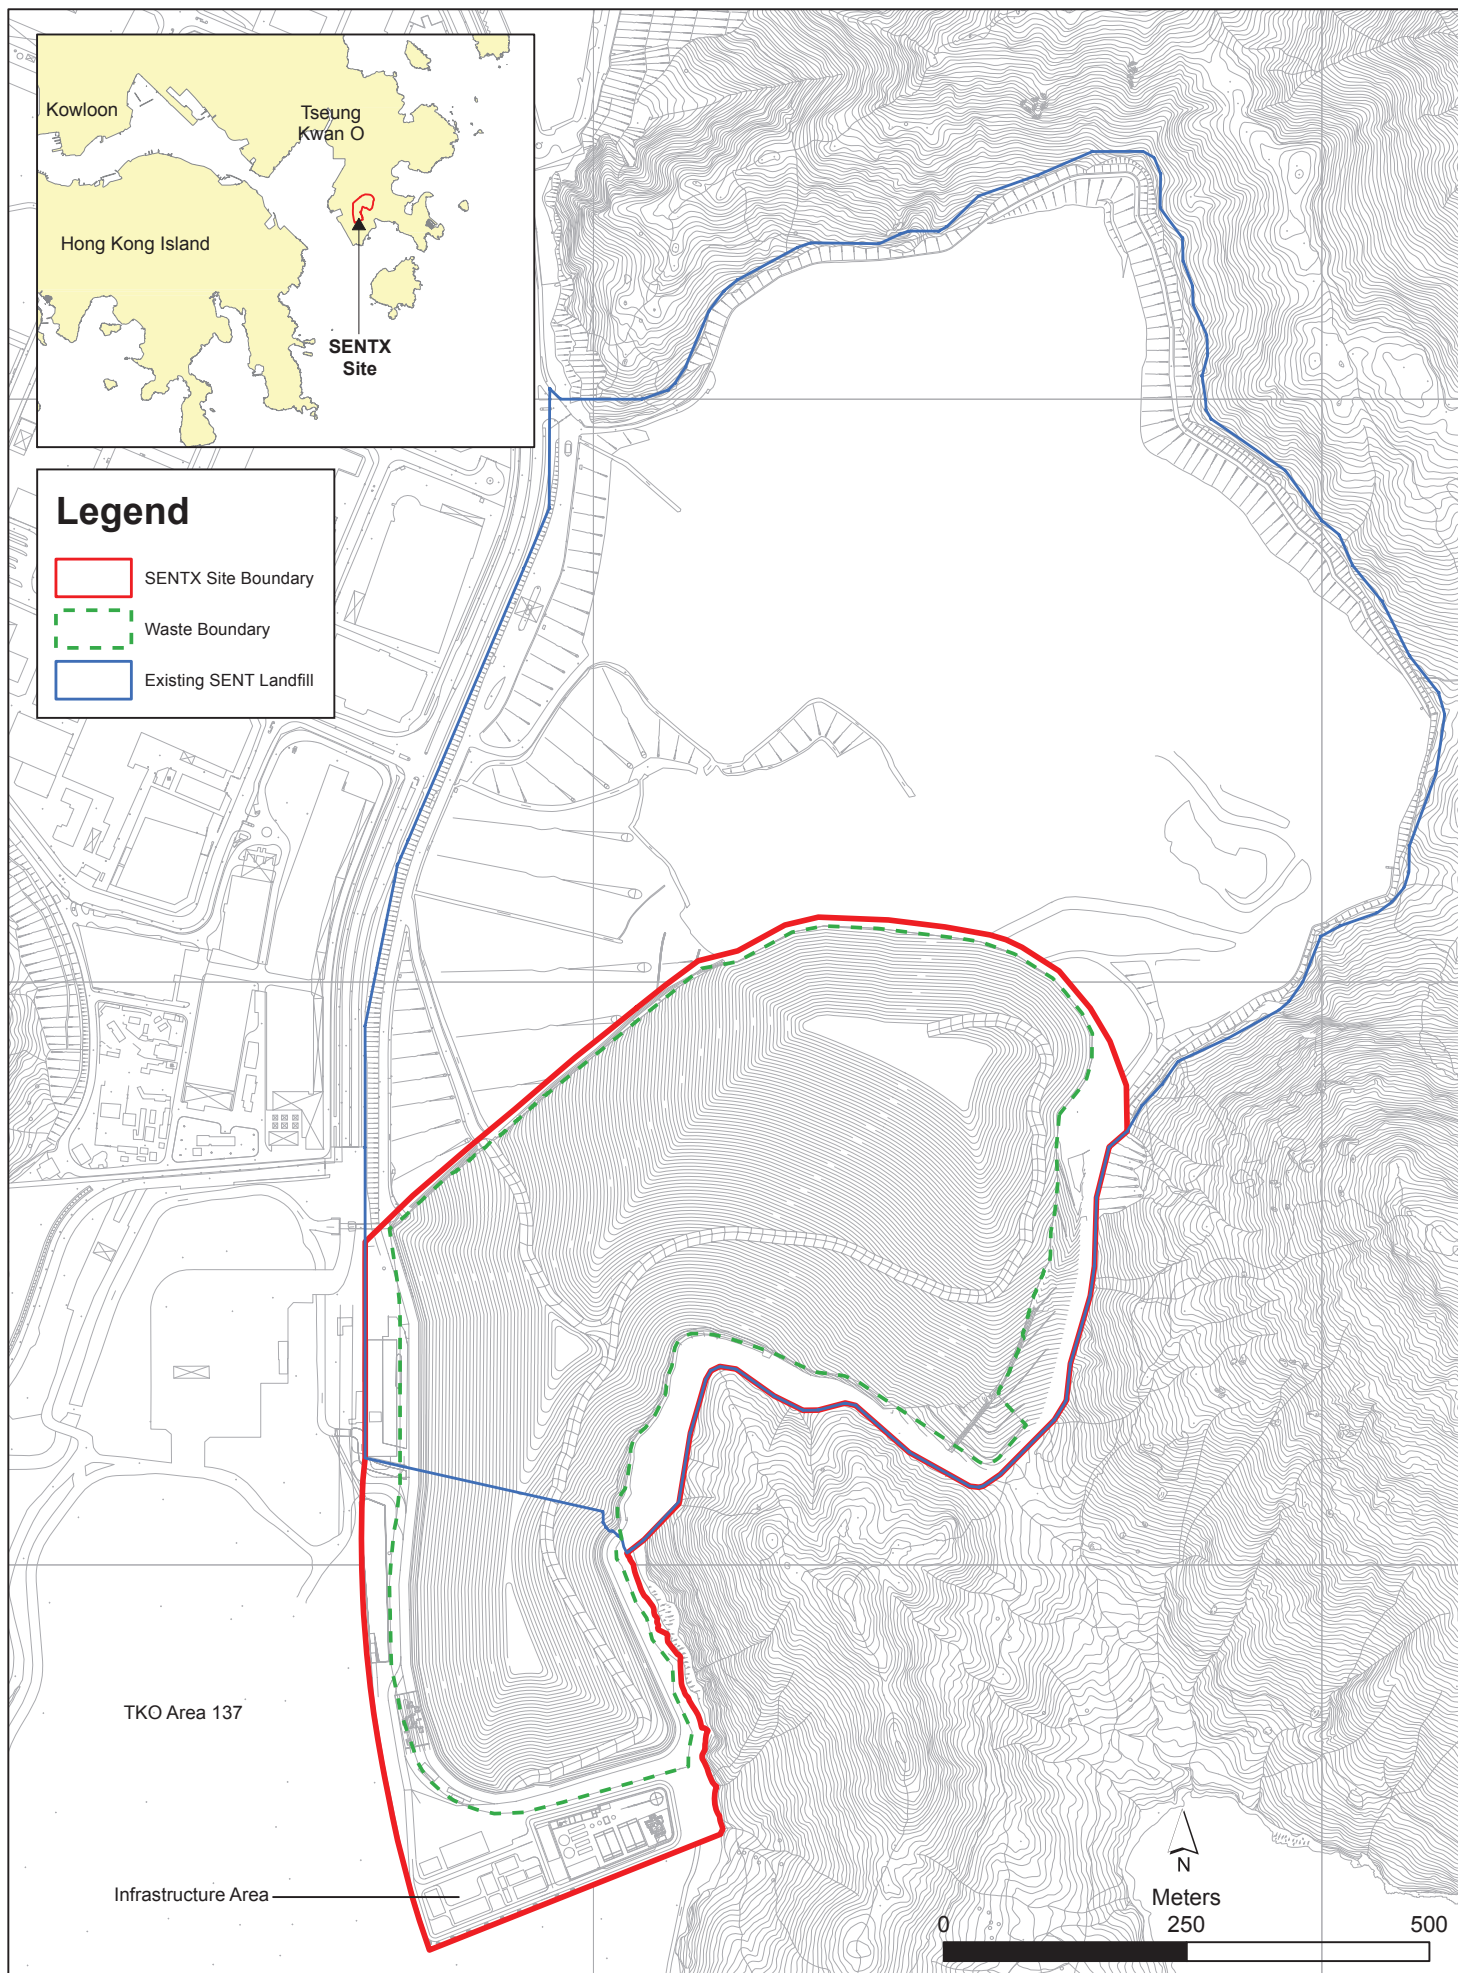 Kowloon
Tseung
Kwan O
Hong Kong Island
SENTX
Site
Legend
SENTX Site Boundary
Waste Boundary
Existing SENT Landfill
TKO Area 137
Infrastructure Area
N
Meters
0 250 500